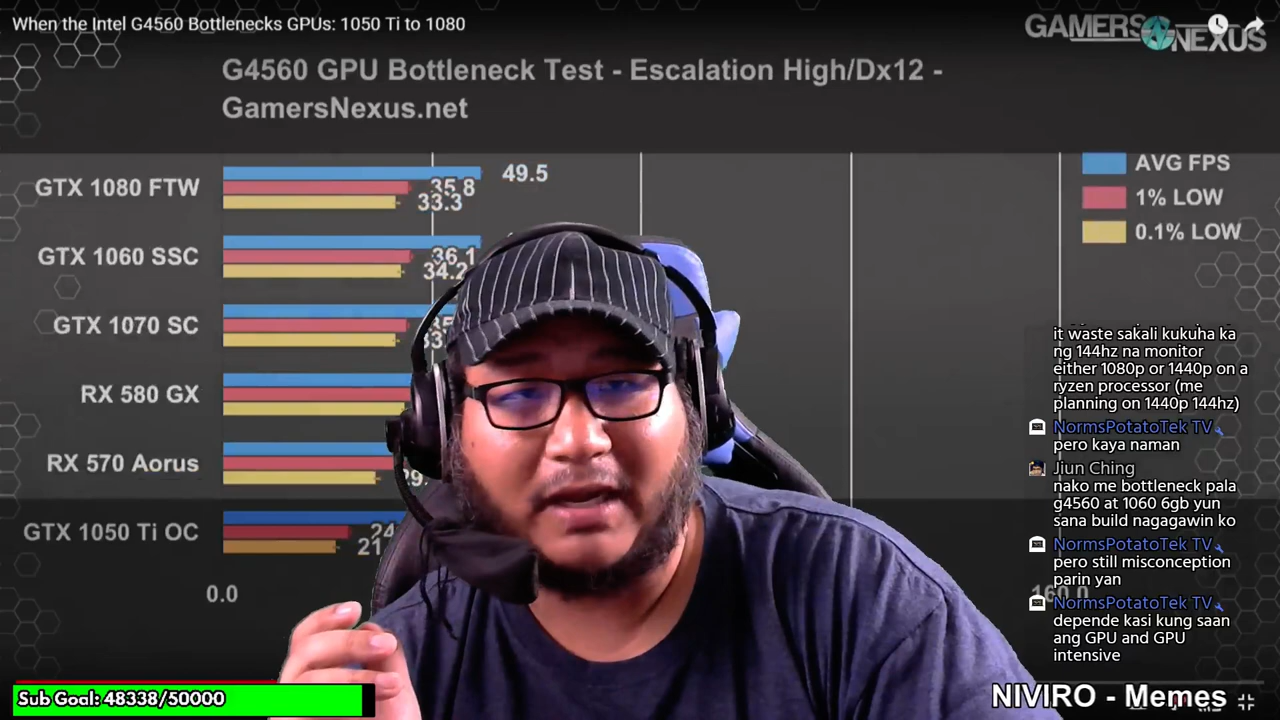 When the Intel G4560 Bottlenecks GPUs: 1050 Ti to 1080
GAMERS NEXUS
G4560 GPU Bottleneck Test - Escalation High/Dx12 -
GamersNexus.net
AVG FPS
1% LOW
0.1% LOW
GTX 1080 FTW
49.5
35.8
33.3
GTX 1060 SSC
36.1
34.2
GTX 1070 SC
RX 580 GX
RX 570 Aorus
29.
GTX 1050 Ti OC
24
21
0.0
160.0
it waste sakali kukuha ka
ng 144hz na monitor
either 1080p or 1440p on a
ryzen processor (me
planning on 1440p 144hz)
NormsPotatoTek TV
pero kaya naman
Jiun Ching
nako me bottleneck pala
g4560 at 1060 6gb yun
sana build nagagawin ko
NormsPotatoTek TV
pero still misconception
parin yan
NormsPotatoTek TV
depende kasi kung saan
ang GPU and GPU
intensive
Sub Goal: 48338/50000
NIVIRO - Memes